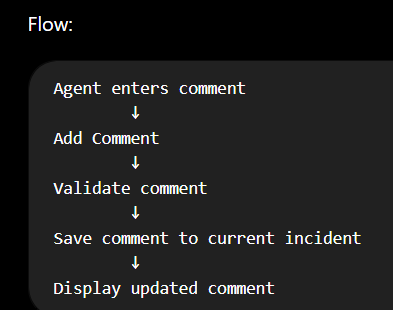 Flow:
Agent enters comment
↓
Add Comment
↓
Validate comment
↓
Save comment to current incident
↓
Display updated comment